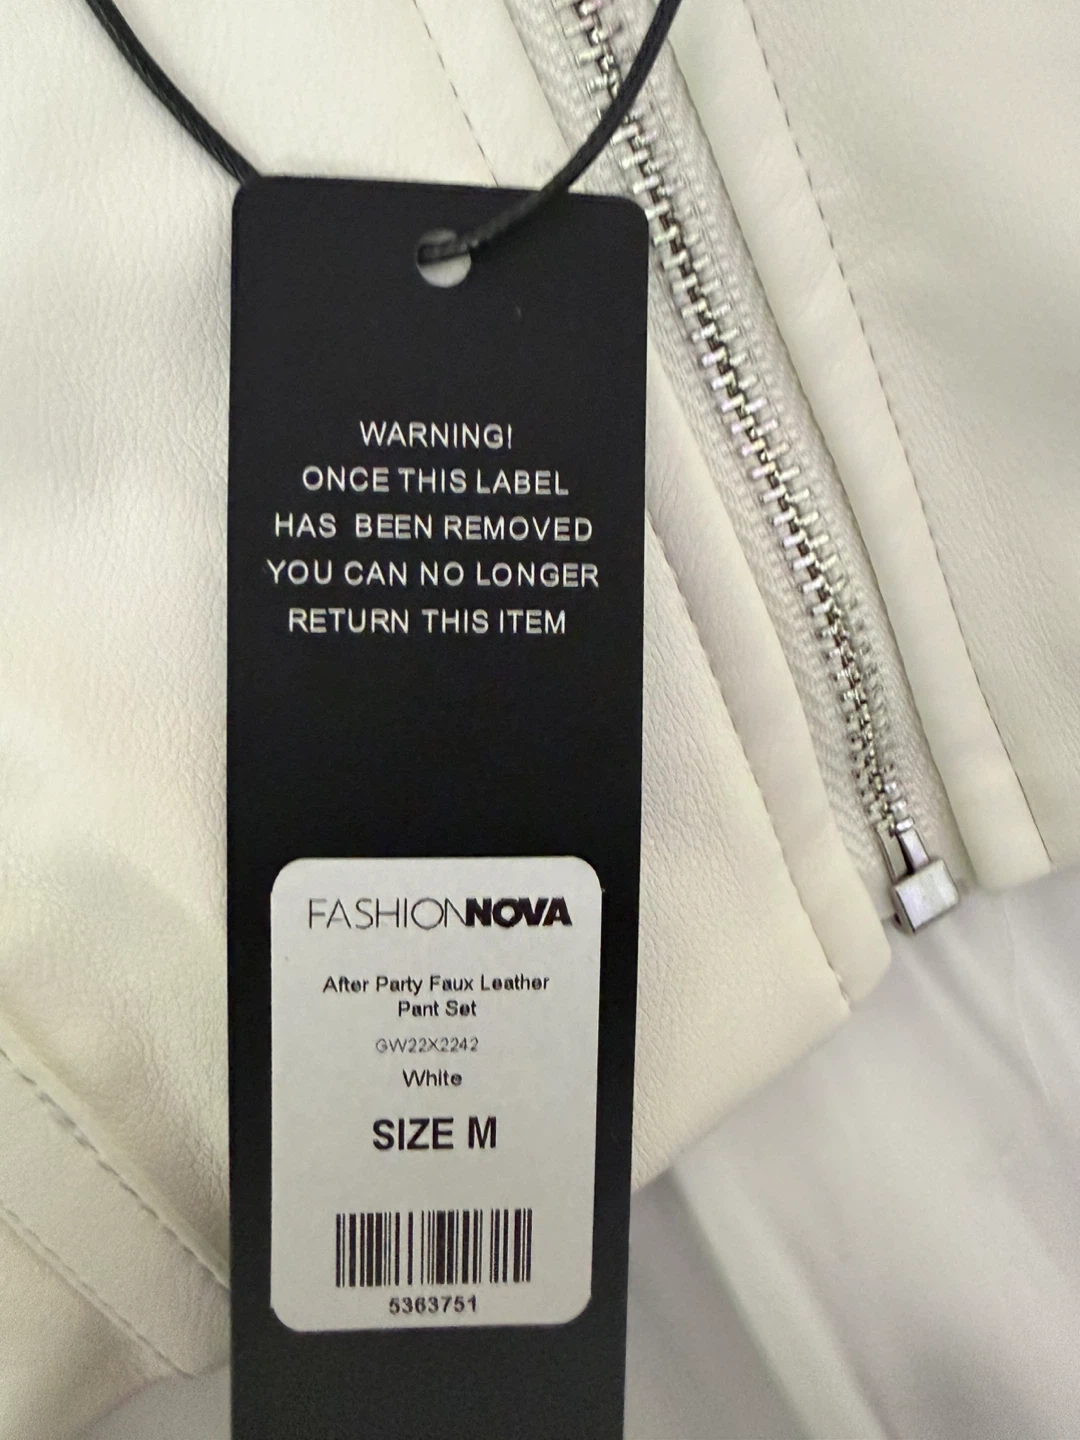 WARNING!
ONCE THIS LABEL
HAS BEEN REMOVED
YOU CAN NO LONGER
RETURN THIS ITEM
FASHIONNOVA
After Party Faux Leather
Pant Set
GW22X2242
White
SIZE M
5363751